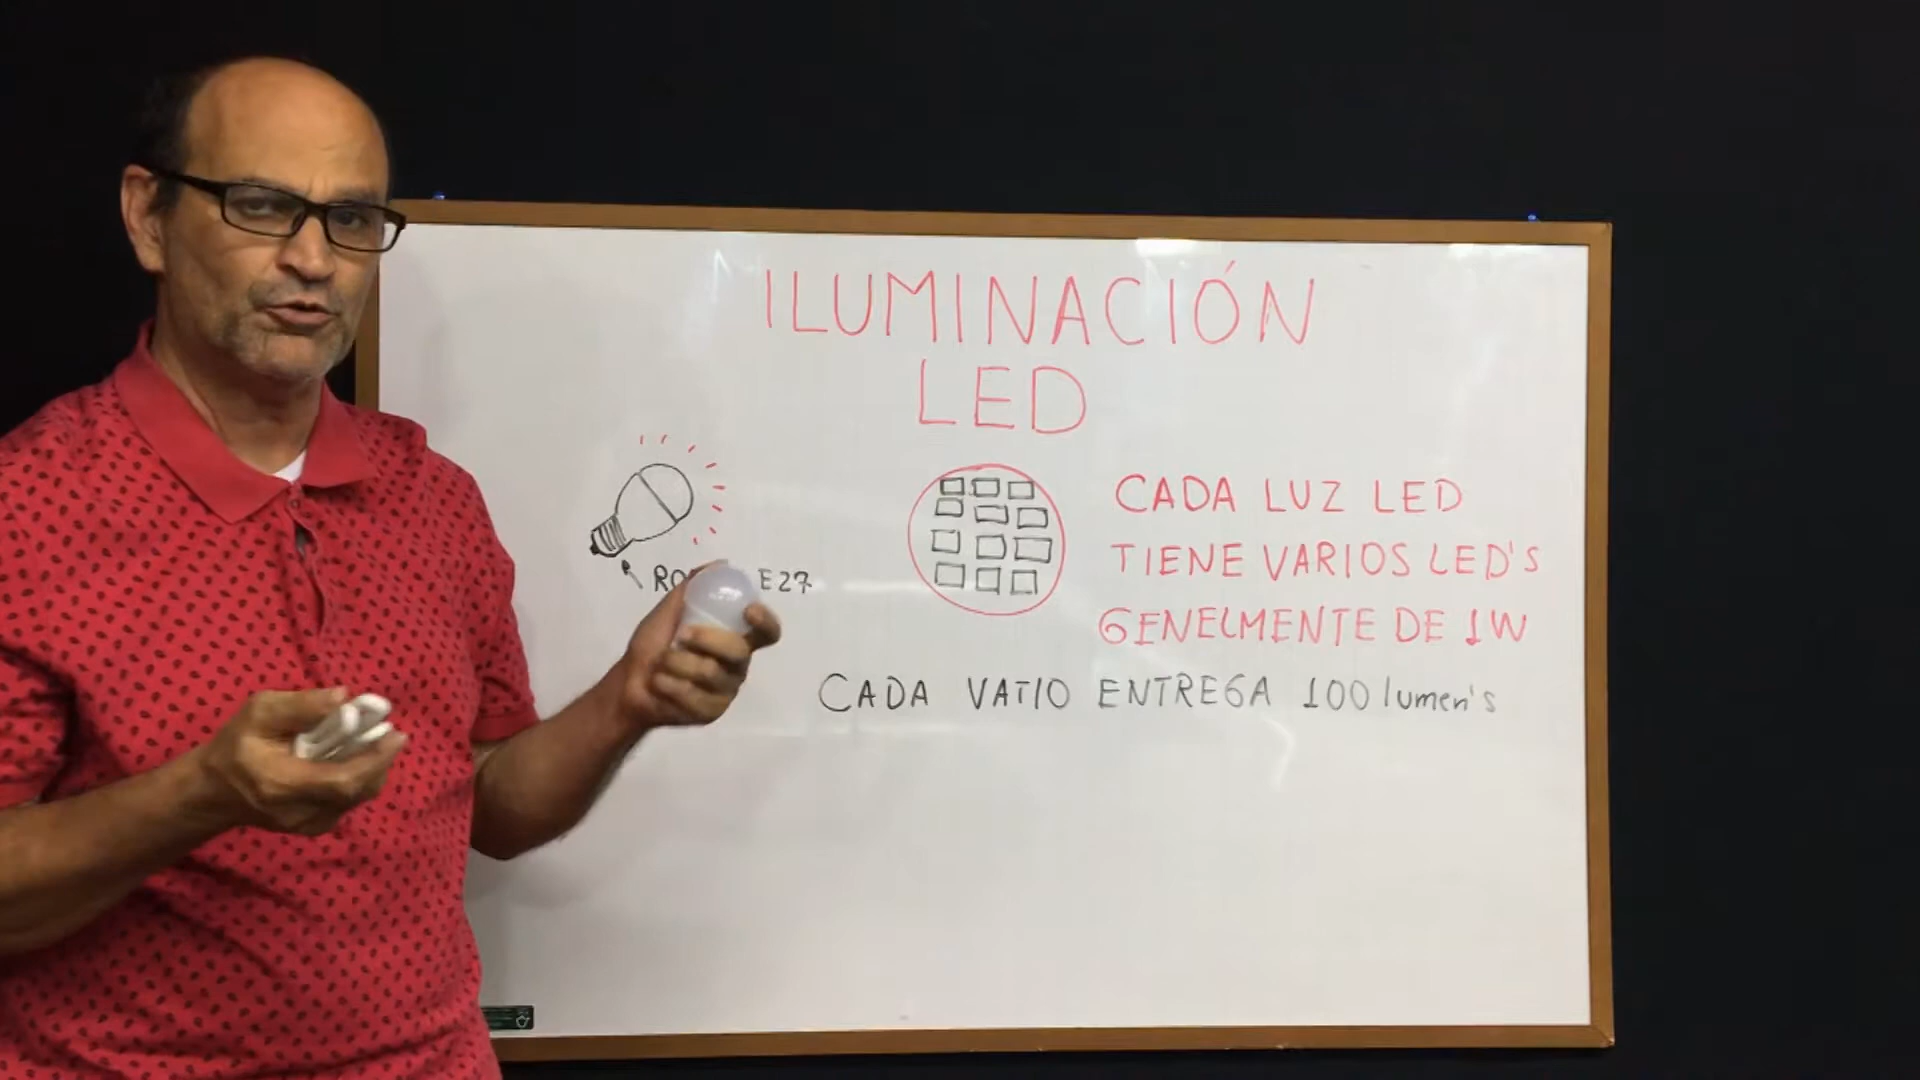 ILUMINACIÓN
LED
E27
CADA LUZ LED
TIENE VARIOS LED'S
GENELMENTE DE 1W
CADA VATIO ENTREGA 100 lumen's